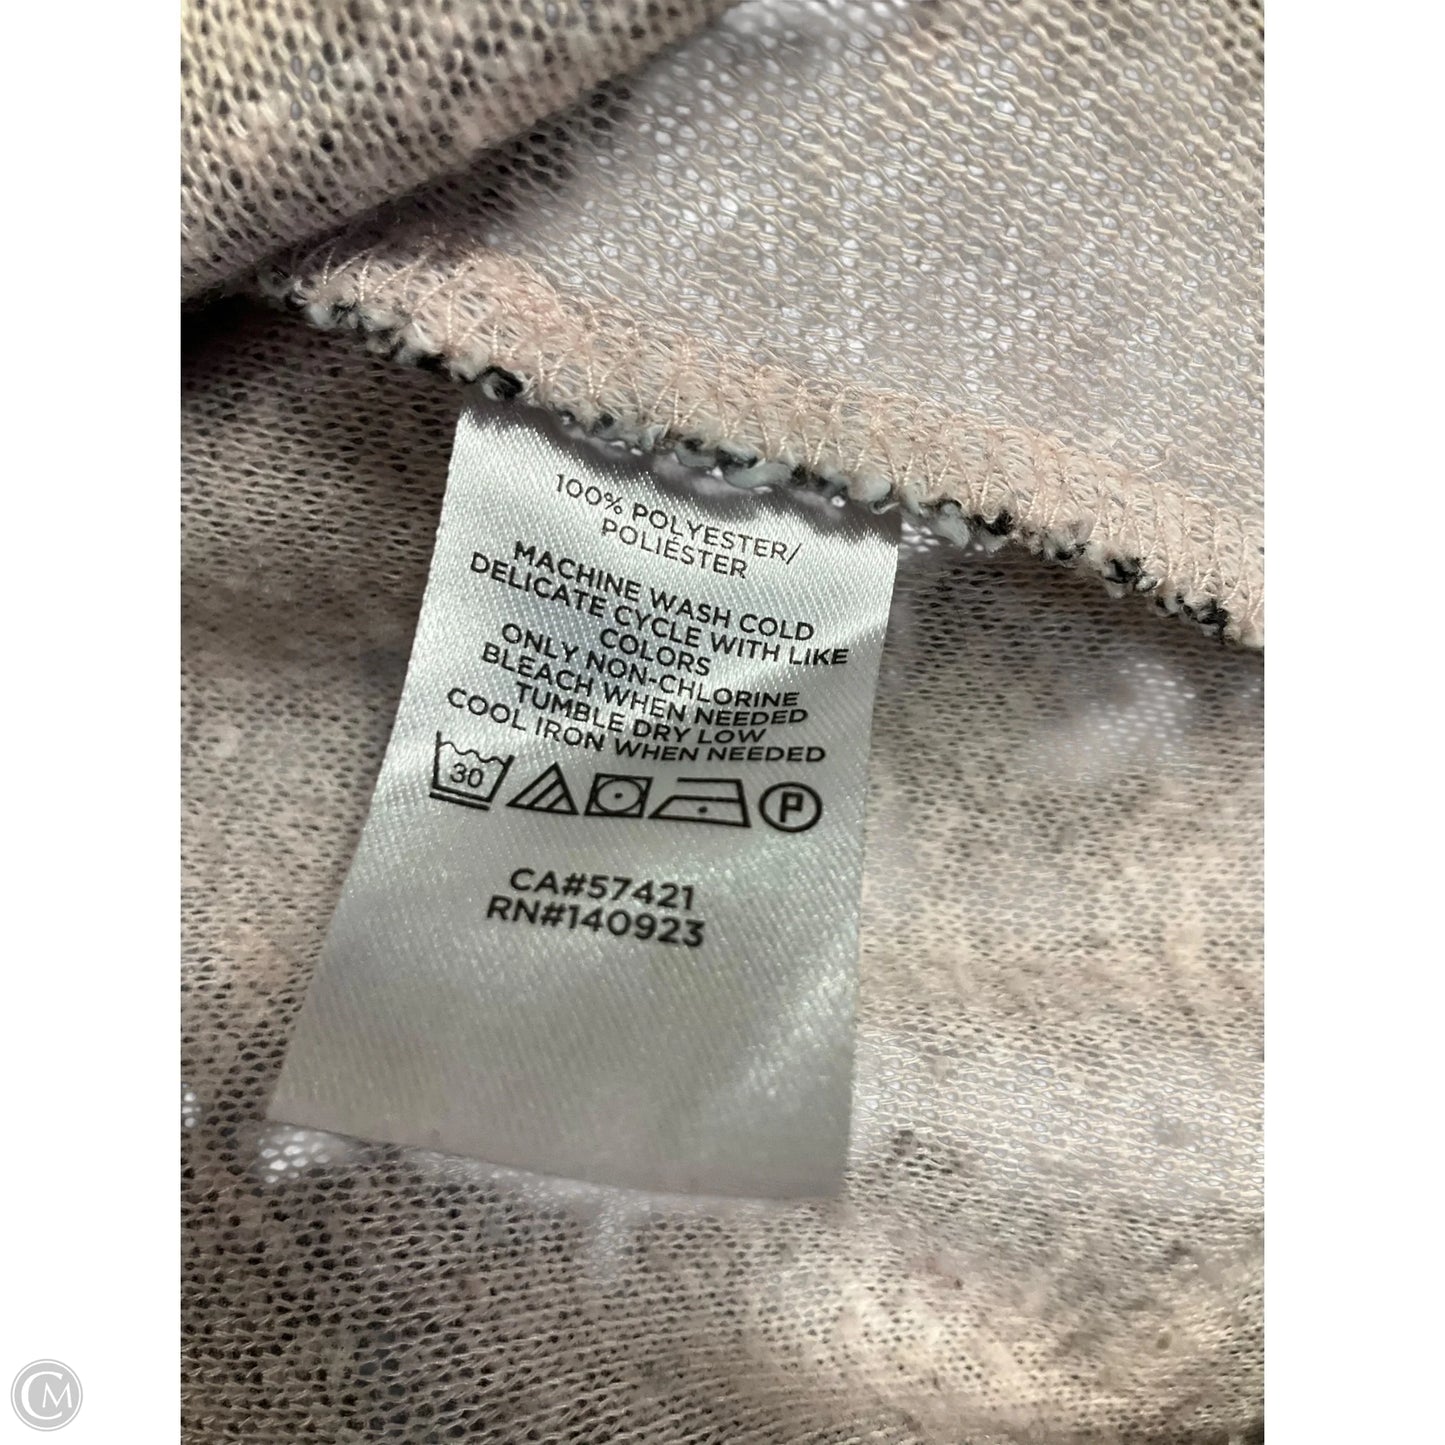 100% POLYESTER/
POLIÉSTER
MACHINE WASH COLD
DELICATE CYCLE WITH LIKE
COLORS
ONLY NON-CHLORINE
BLEACH WHEN NEEDED
TUMBLE DRY LOW
COOL IRON WHEN NEEDED
30 P
CA#57421
RN#140923
CM